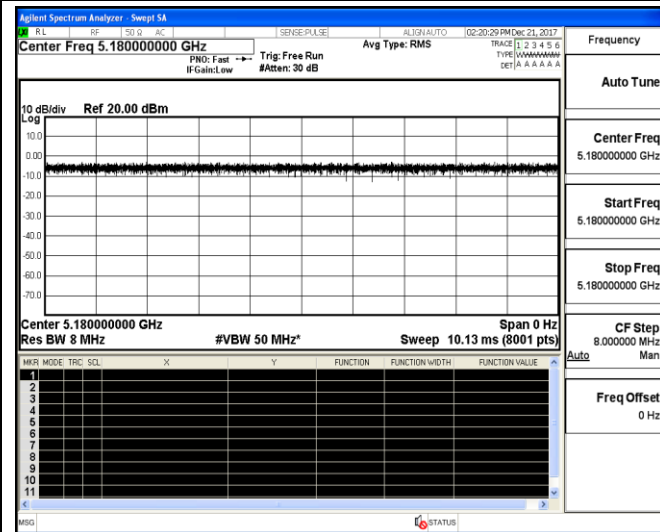 Agilent Spectrum Analyzer - Swept SA
RL RF 50 Ω AC SENSE:PULSE ALIGNAUTO 02:20:29 PM Dec 21, 2017
Center Freq 5.180000000 GHz Avg Type: RMS TRACE 1 2 3 4 5 6
PNO: Fast Trig: Free Run TYPE WWWWWW
IFGain:Low #Atten: 30 dB DET A A A A A A
10 dB/div Ref 20.00 dBm
Log
10.0
0.00
-10.0
-20.0
-30.0
-40.0
-50.0
-60.0
-70.0
Center 5.180000000 GHz Span 0 Hz
Res BW 8 MHz #VBW 50 MHz* Sweep 10.13 ms (8001 pts)
MKR MODE TRC SCL X Y FUNCTION FUNCTION WIDTH FUNCTION VALUE
1
2
3
4
5
6
7
8
9
10
11
MSG STATUS
Frequency
Auto Tune
Center Freq
5.180000000 GHz
Start Freq
5.180000000 GHz
Stop Freq
5.180000000 GHz
CF Step
8.000000 MHz
Auto Man
Freq Offset
0 Hz